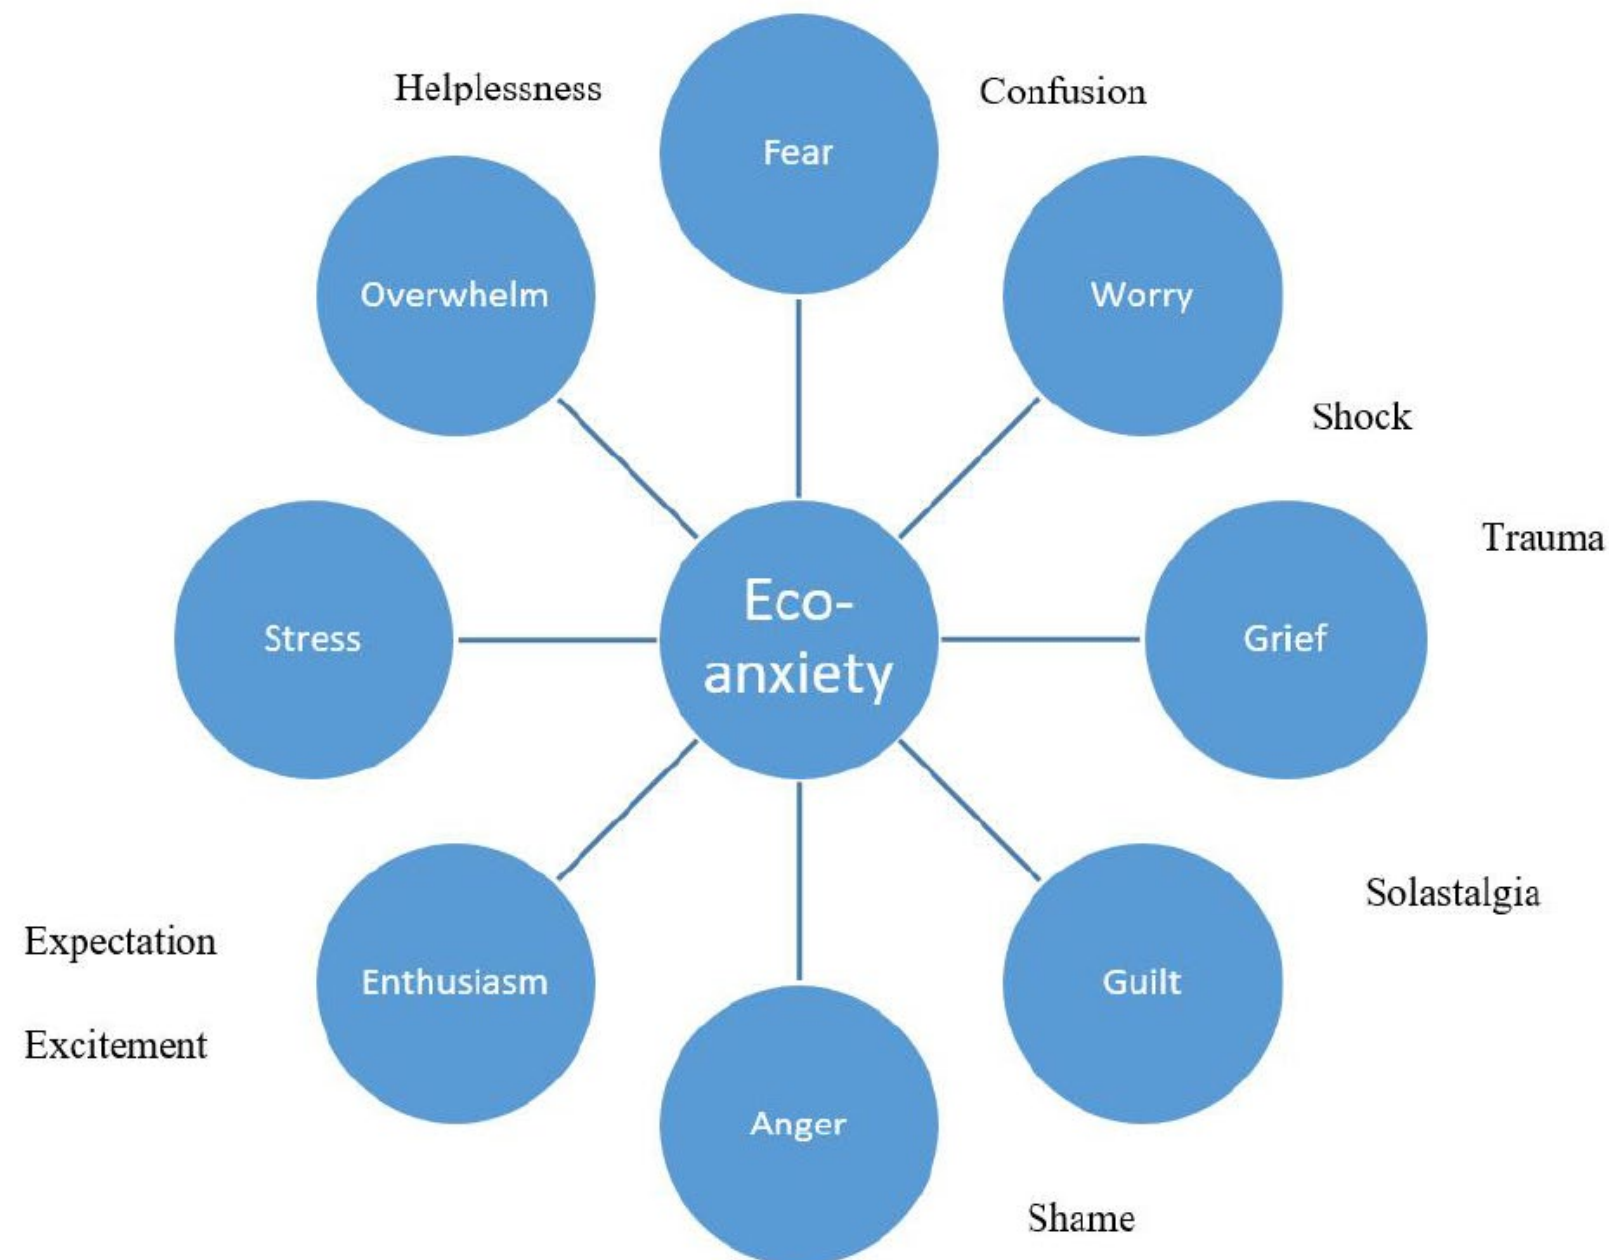 Helplessness
Confusion
Fear
Overwhelm
Worry
Shock
Trauma
Eco-
anxiety
Stress
Grief
Solastalgia
Expectation
Enthusiasm
Guilt
Excitement
Anger
Shame